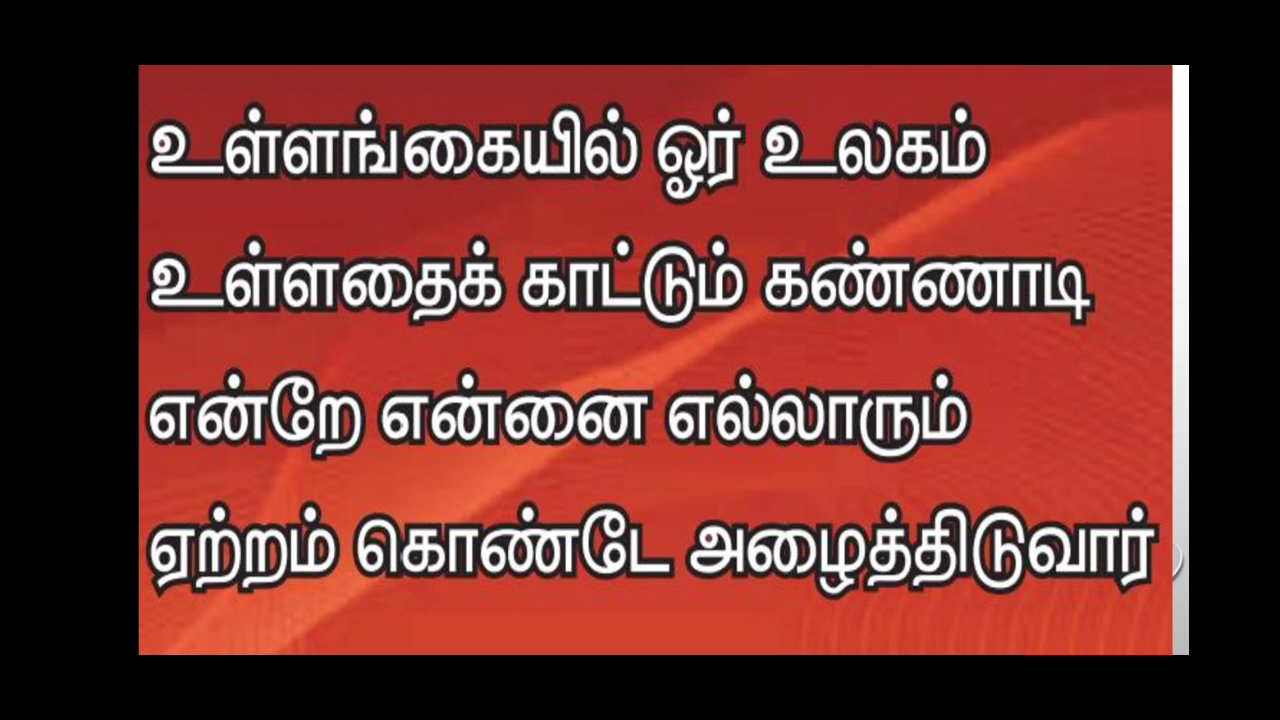 உள்ளங்கையில் ஓர் உலகம்
உள்ளதைக் காட்டும் கண்ணாடி
என்றே என்னை எல்லாரும்
ஏற்றம் கொண்டே அழைத்திடுவார்